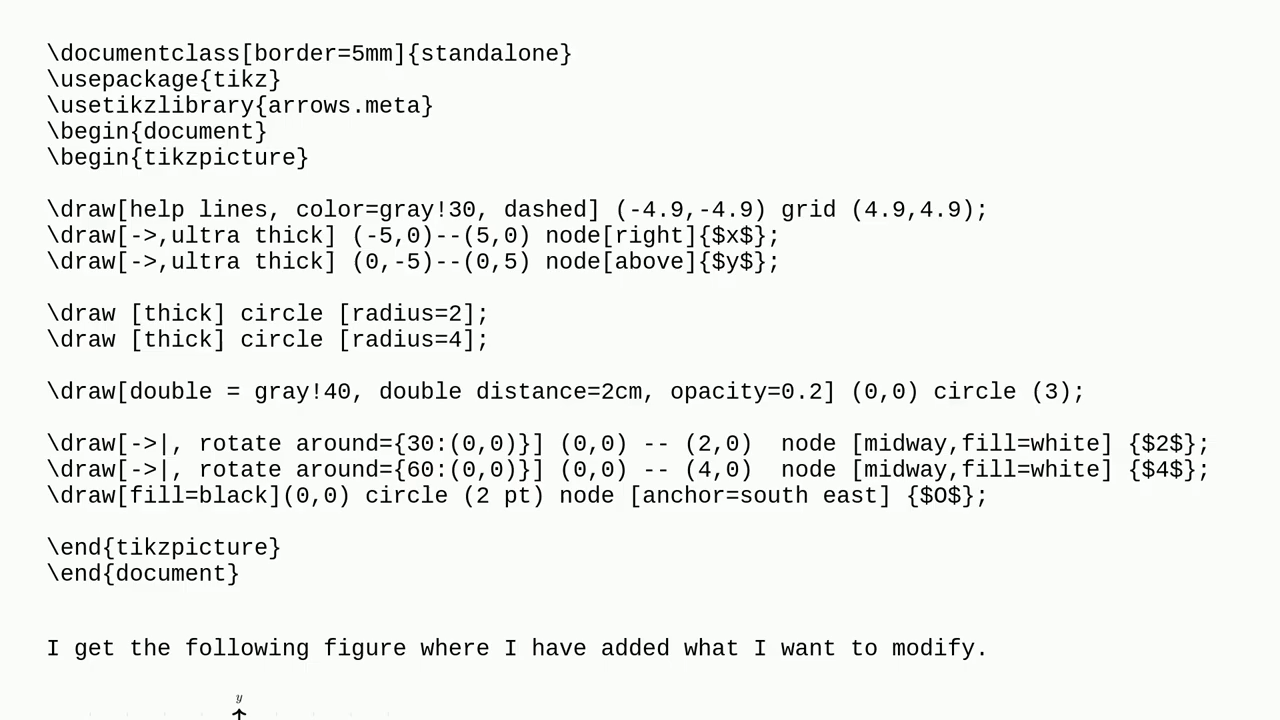 \documentclass[border=5mm]{standalone}
\usepackage{tikz}
\usetikzlibrary{arrows.meta}
\begin{document}
\begin{tikzpicture}
\draw[help lines, color=gray!30, dashed] (-4.9,-4.9) grid (4.9,4.9);
\draw[->,ultra thick] (-5,0)--(5,0) node[right]{$x$};
\draw[->,ultra thick] (0,-5)--(0,5) node[above]{$y$};
\draw [thick] circle [radius=2];
\draw [thick] circle [radius=4];
\draw[double = gray!40, double distance=2cm, opacity=0.2] (0,0) circle (3);
\draw[->|, rotate around={30:(0,0)}] (0,0) -- (2,0)  node [midway,fill=white] {$2$};
\draw[->|, rotate around={60:(0,0)}] (0,0) -- (4,0)  node [midway,fill=white] {$4$};
\draw[fill=black](0,0) circle (2 pt) node [anchor=south east] {$O$};
\end{tikzpicture}
\end{document}
I get the following figure where I have added what I want to modify.
y